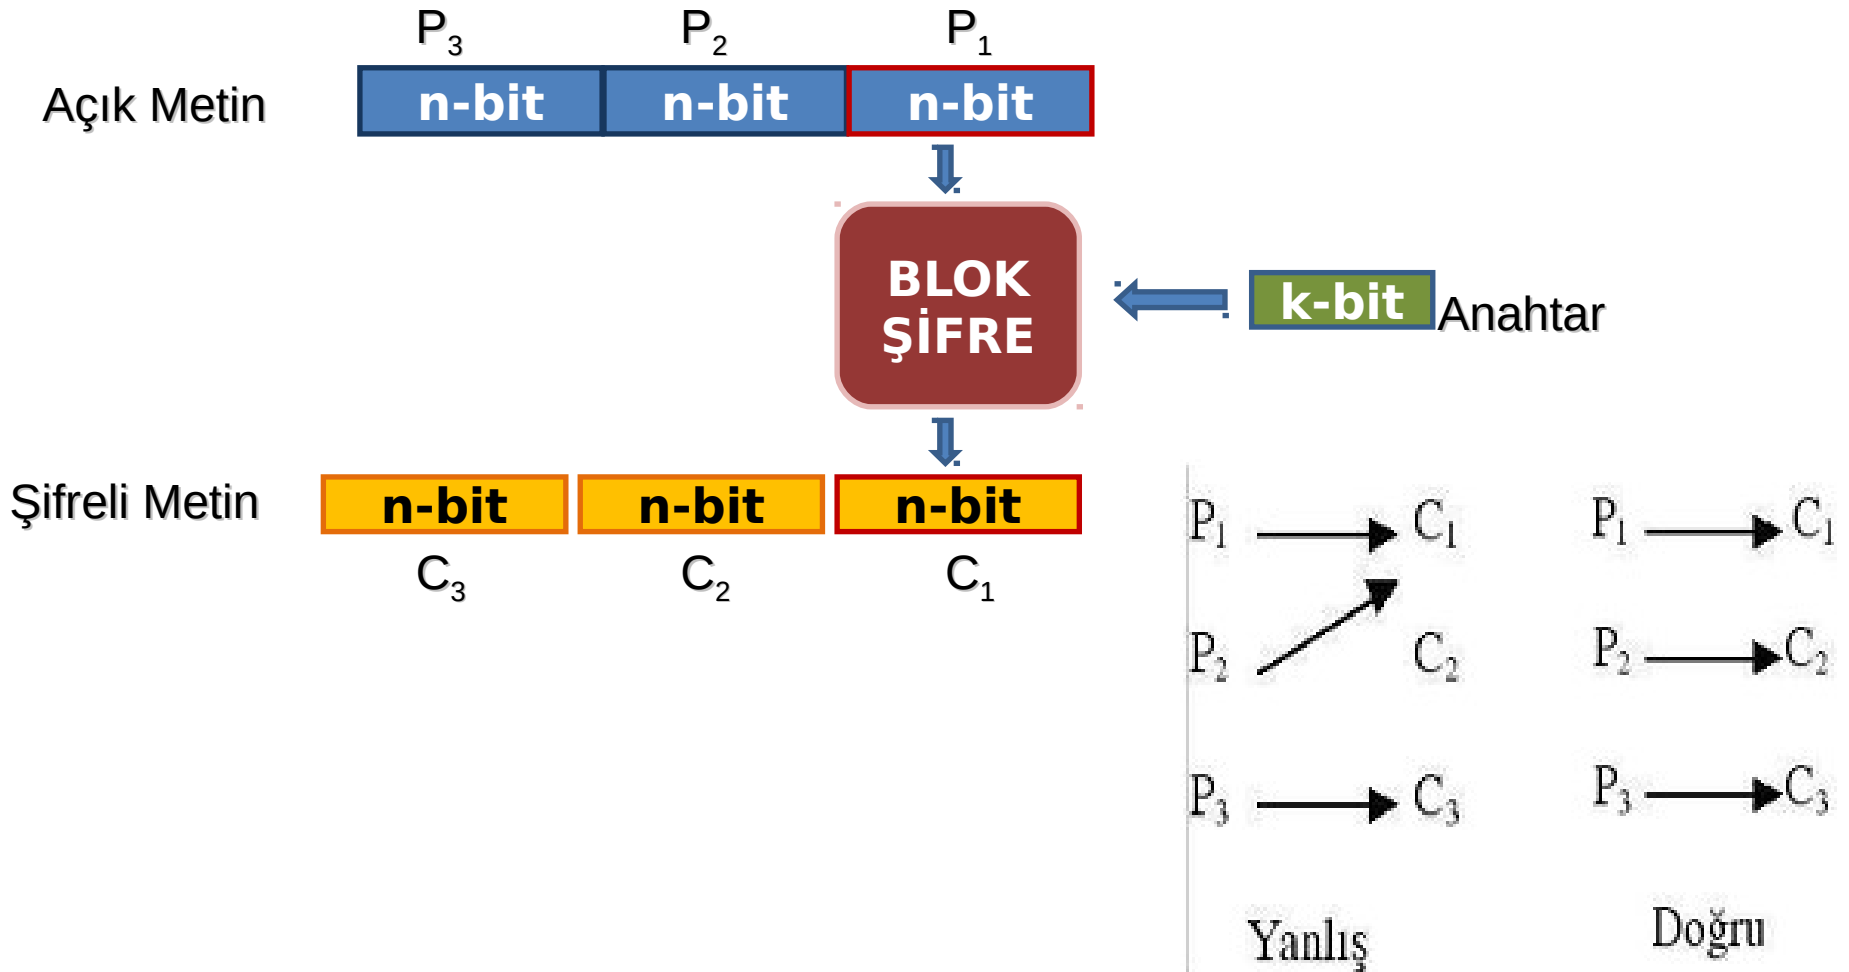 P3 P2 P1
Açık Metin n-bit n-bit n-bit
BLOK
ŞİFRE
k-bit Anahtar
Şifreli Metin n-bit n-bit n-bit
C3 C2 C1
P1 C1 P1 C1
P2 C2 P2 C2
P3 C3 P3 C3
Yanlış Doğru